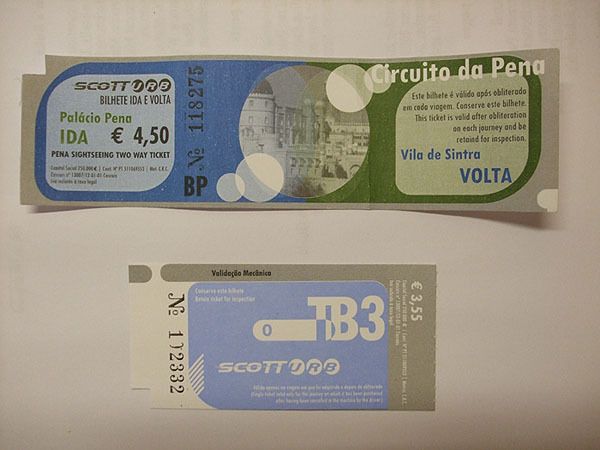 SCOTTURB
BILHETE IDA E VOLTA
Palácio Pena
IDA € 4,50
PENA SIGHTSEEING TWO WAY TICKET
BP № 118275
Circuito da Pena
Este bilhete é válido após obliterado
em cada viagem. Conserve este bilhete.
This ticket is valid after obliteration
on each journey and be
retaind for inspection.
Vila de Sintra
VOLTA
Validação Mecânica
№ 102332
Conserve este bilhete
Retain ticket for inspection
0
TB3
SCOTTURB
€ 3,55